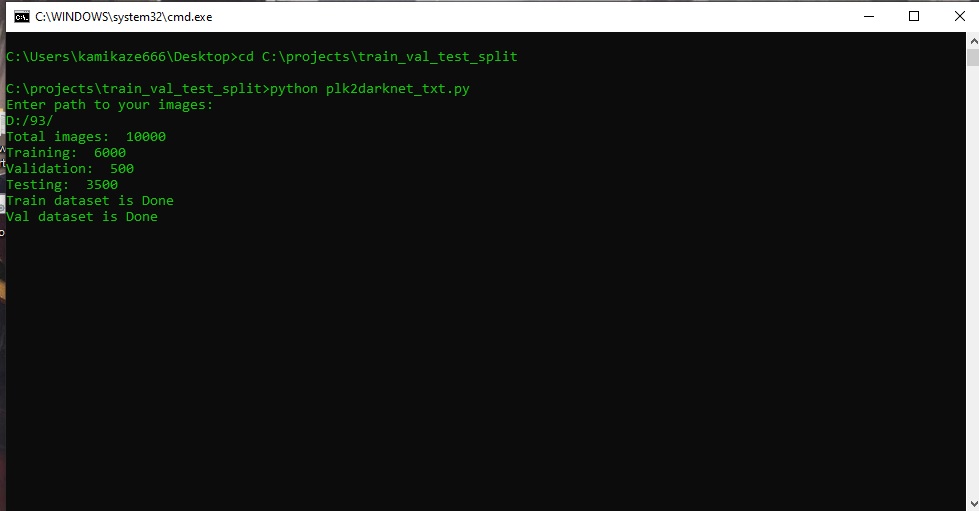 C:\WINDOWS\system32\cmd.exe
C:\Users\kamikaze666\Desktop>cd C:\projects\train_val_test_split
C:\projects\train_val_test_split>python plk2darknet_txt.py
Enter path to your images:
D:/93/
Total images:  10000
Training:  6000
Validation:  500
Testing:  3500
Train dataset is Done
Val dataset is Done